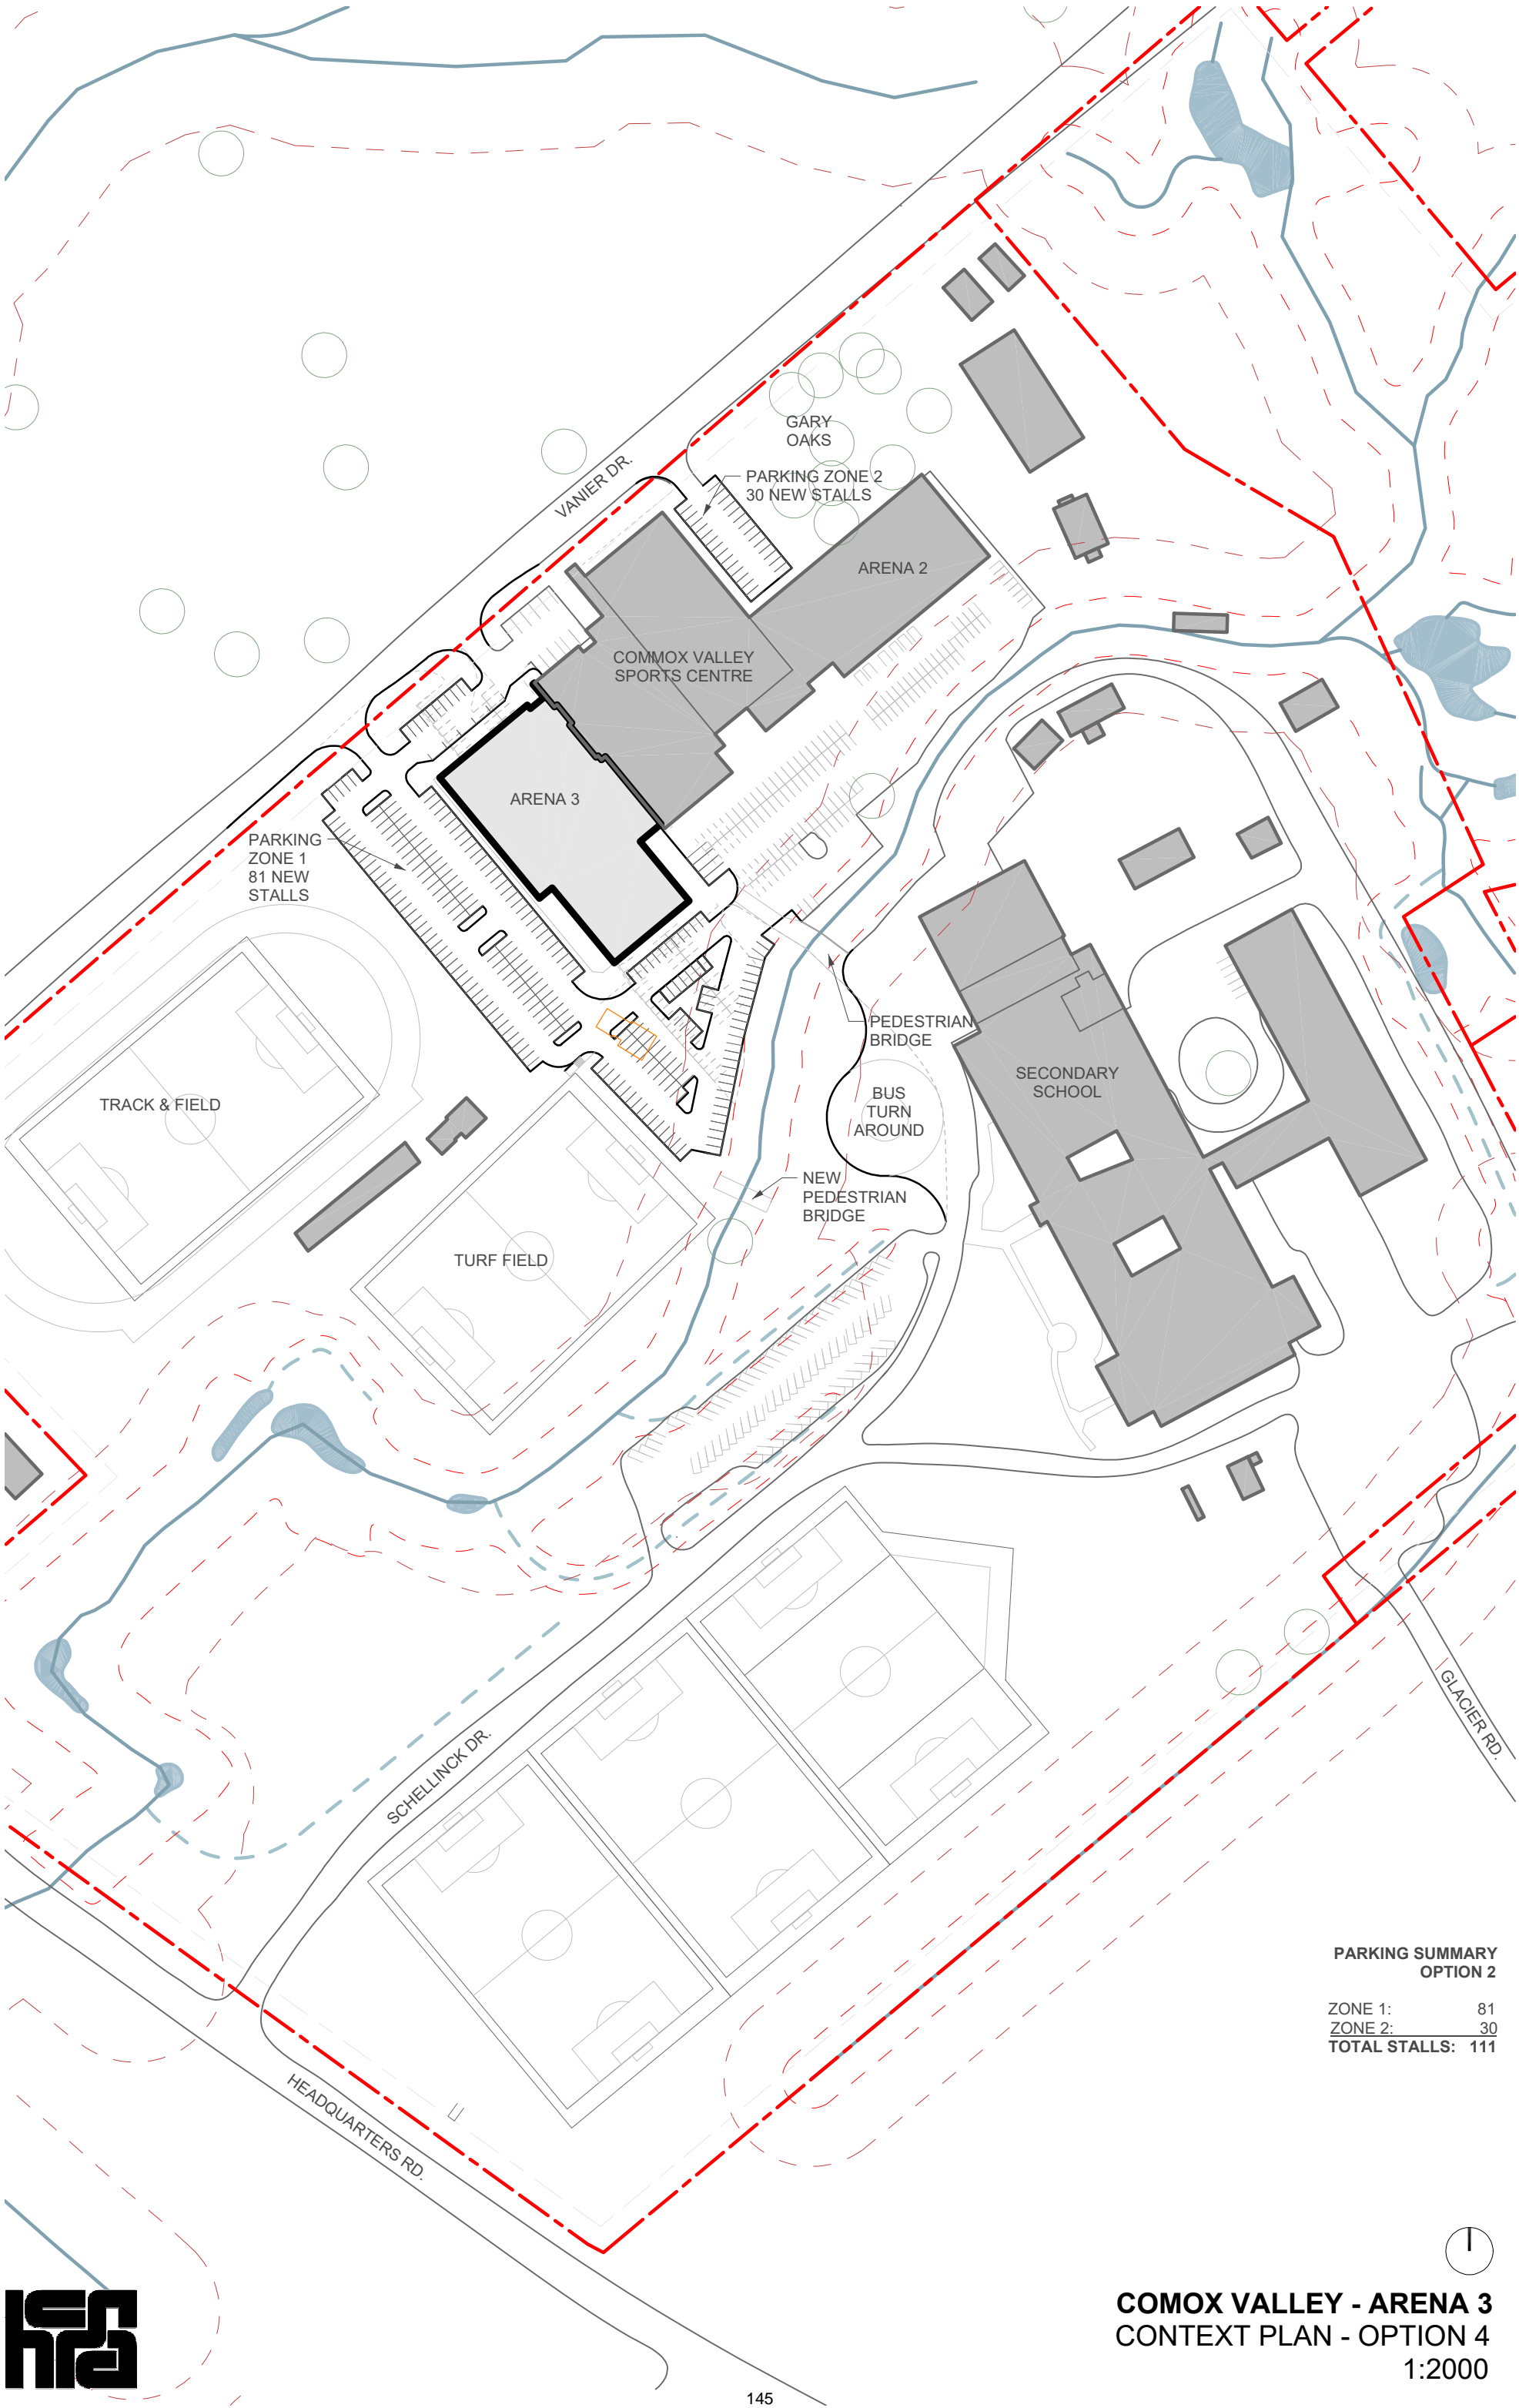 GARY
OAKS
VANIER DR.
PARKING ZONE 2
30 NEW STALLS
ARENA 2
COMMOX VALLEY
SPORTS CENTRE
ARENA 3
PARKING
ZONE 1
81 NEW
STALLS
PEDESTRIAN
BRIDGE
SECONDARY
SCHOOL
BUS
TURN
AROUND
TRACK & FIELD
NEW
PEDESTRIAN
BRIDGE
TURF FIELD
GLACIER RD.
SCHELLINCK DR.
PARKING SUMMARY
OPTION 2
ZONE 1: 81
ZONE 2: 30
TOTAL STALLS: 111
HEADQUARTERS RD.
COMOX VALLEY - ARENA 3
CONTEXT PLAN - OPTION 4
1:2000
145